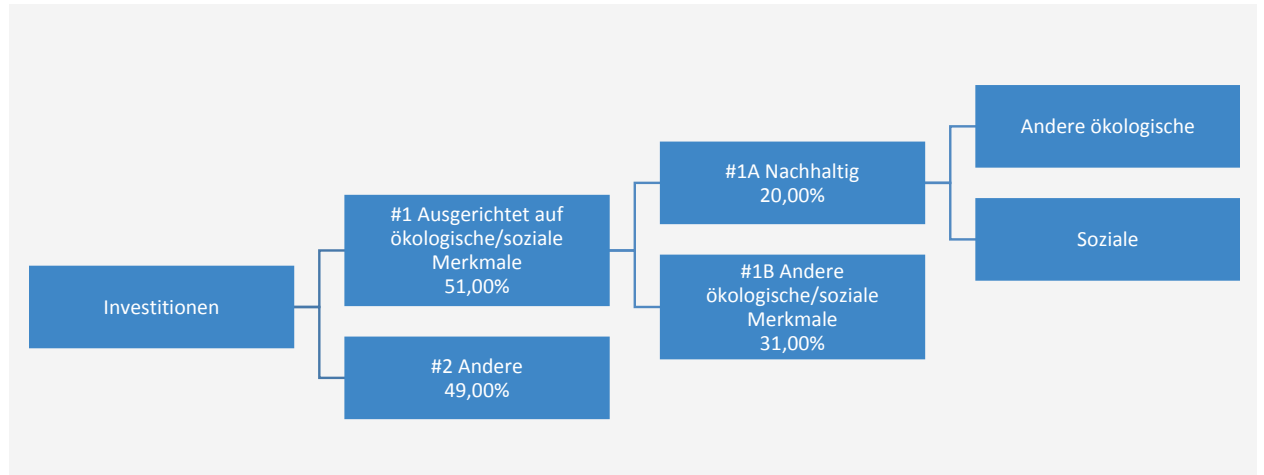 Investitionen
#1 Ausgerichtet auf
ökologische/soziale
Merkmale
51,00%
#2 Andere
49,00%
#1A Nachhaltig
20,00%
#1B Andere
ökologische/soziale
Merkmale
31,00%
Andere ökologische
Soziale